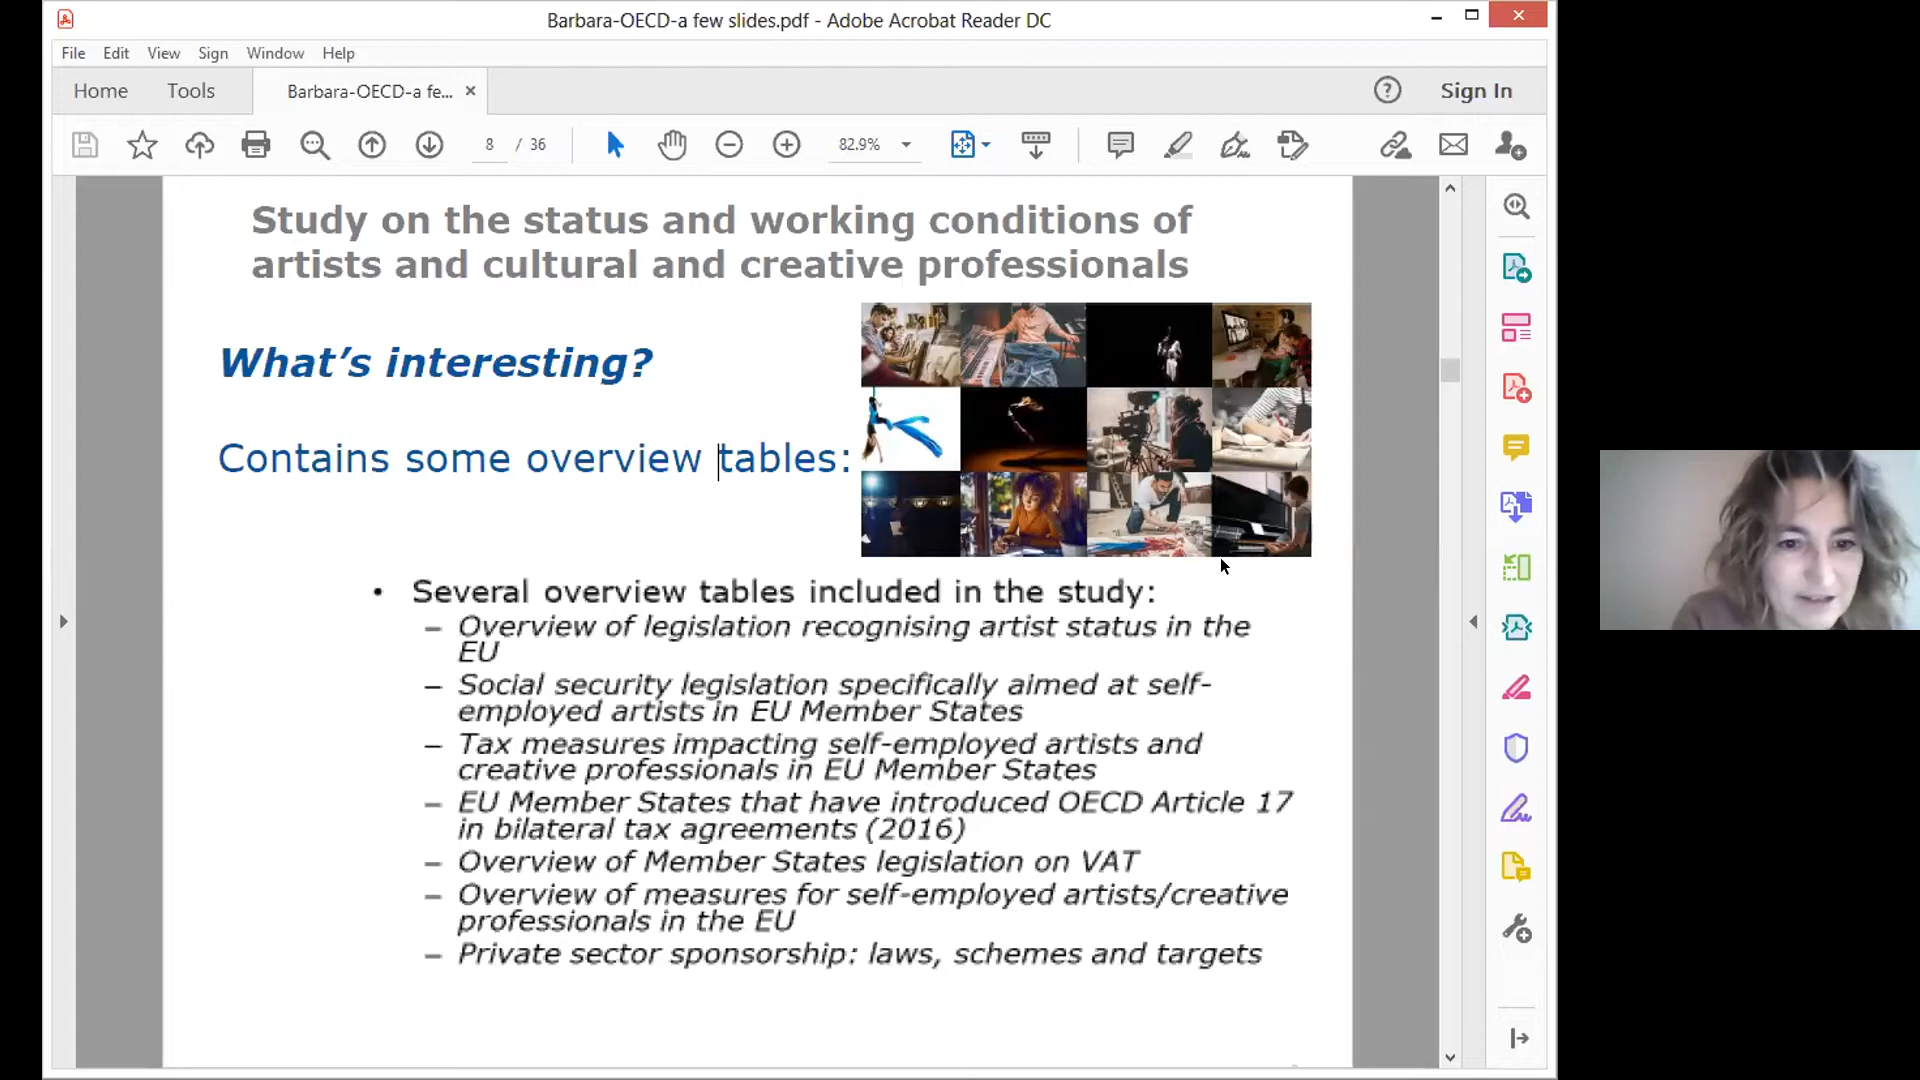 Barbara-OECD-a few slides.pdf - Adobe Acrobat Reader DC
File Edit View Sign Window Help
Home Tools Barbara-OECD-a fe... × Sign In
8 / 36 82.9%
Study on the status and working conditions of
artists and cultural and creative professionals
What's interesting?
Contains some overview tables:
• Several overview tables included in the study:
– Overview of legislation recognising artist status in the
EU
– Social security legislation specifically aimed at self-
employed artists in EU Member States
– Tax measures impacting self-employed artists and
creative professionals in EU Member States
– EU Member States that have introduced OECD Article 17
in bilateral tax agreements (2016)
– Overview of Member States legislation on VAT
– Overview of measures for self-employed artists/creative
professionals in the EU
– Private sector sponsorship: laws, schemes and targets